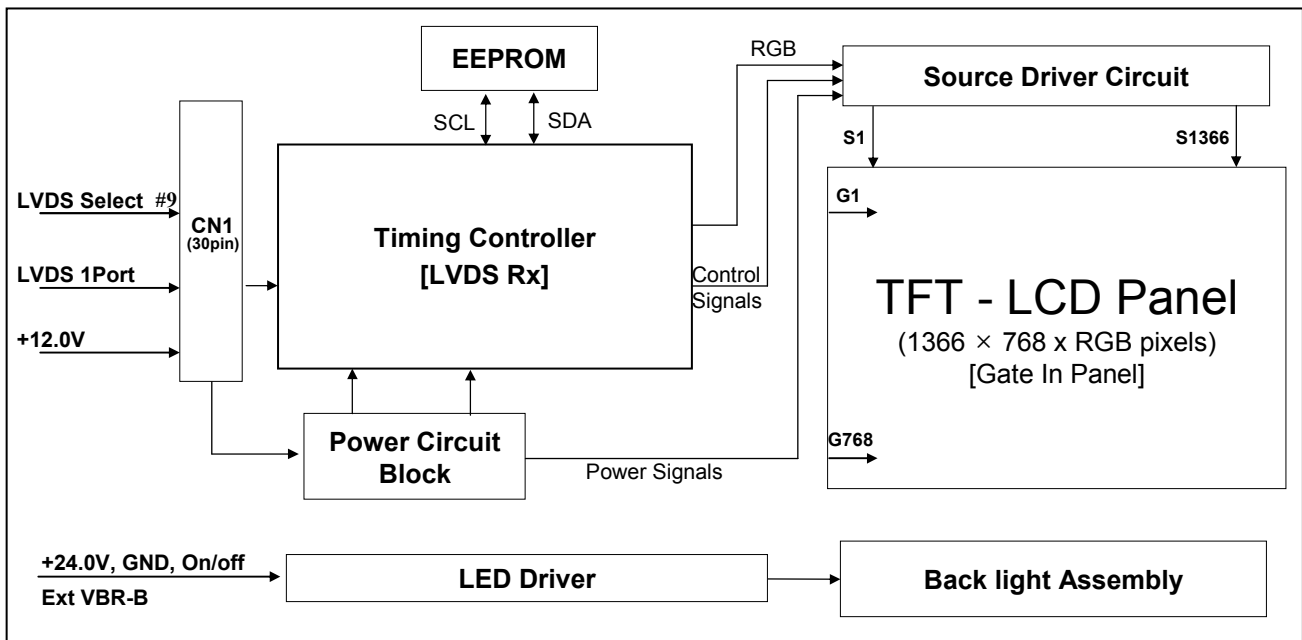 EEPROM
SCL
SDA
RGB
Source Driver Circuit
S1
S1366
LVDS Select #9
LVDS 1Port
+12.0V
CN1
(30pin)
Timing Controller
[LVDS Rx]
Control
Signals
G1
TFT - LCD Panel
(1366 × 768 x RGB pixels)
[Gate In Panel]
G768
Power Circuit
Block
Power Signals
+24.0V, GND, On/off
Ext VBR-B
LED Driver
Back light Assembly